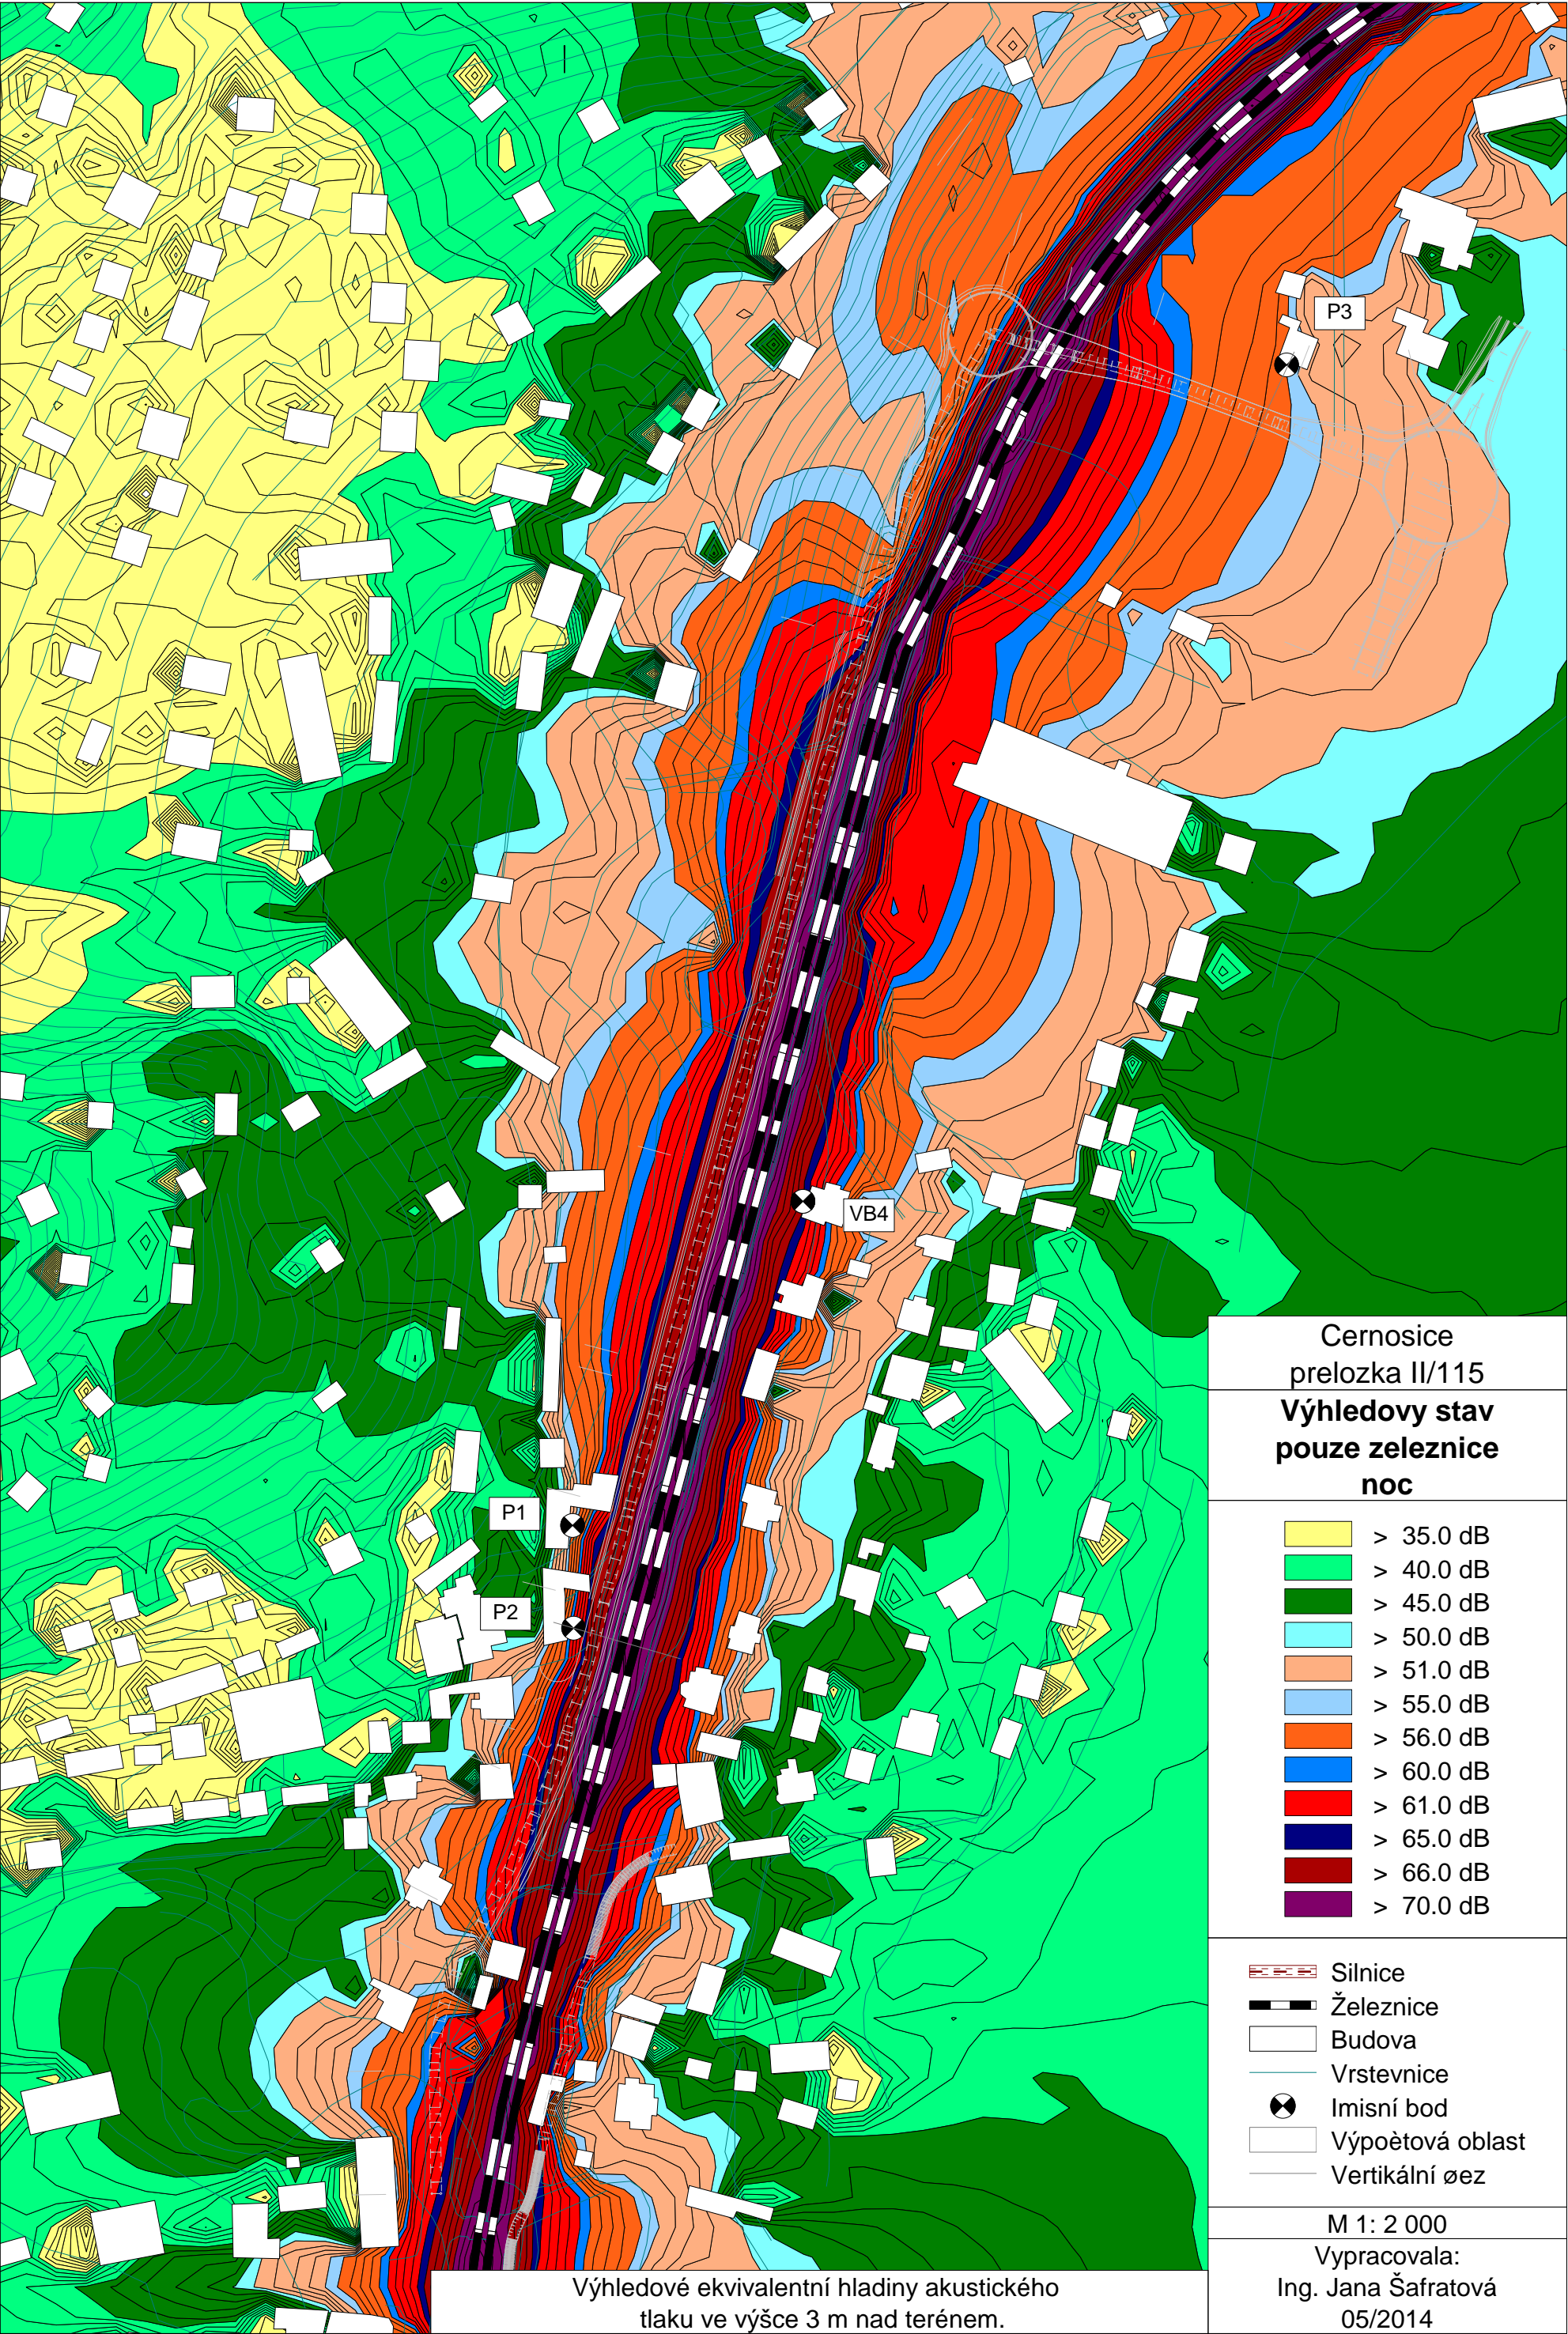 P3
VB4
P1
P2
Cernosice
prelozka II/115
Výhledovy stav
pouze zeleznice
noc
> 35.0 dB
> 40.0 dB
> 45.0 dB
> 50.0 dB
> 51.0 dB
> 55.0 dB
> 56.0 dB
> 60.0 dB
> 61.0 dB
> 65.0 dB
> 66.0 dB
> 70.0 dB
Silnice
Železnice
Budova
Vrstevnice
Imisní bod
Výpoètová oblast
Vertikální øez
M 1: 2 000
Vypracovala:
Ing. Jana Šafratová
05/2014
Výhledové ekvivalentní hladiny akustického
tlaku ve výšce 3 m nad terénem.